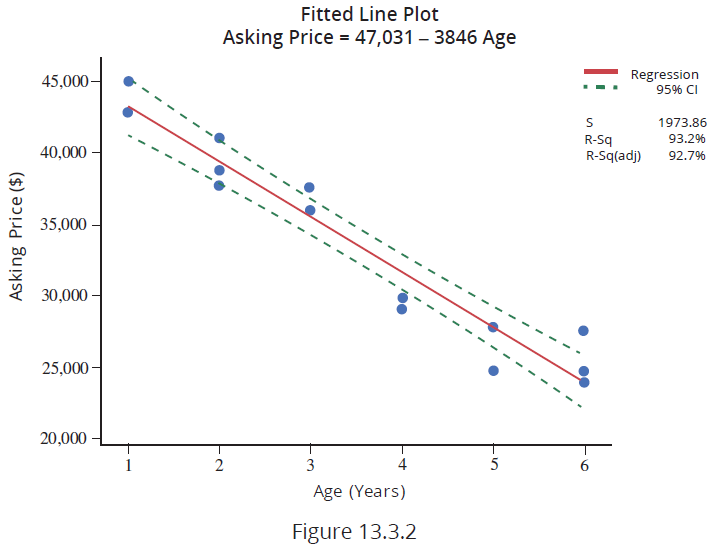 Fitted Line Plot
Asking Price = 47,031 – 3846 Age
Regression
95% CI
S 1973.86
R-Sq 93.2%
R-Sq(adj) 92.7%
Asking Price ($)
45,000
40,000
35,000
30,000
25,000
20,000
1 2 3 4 5 6
Age (Years)
Figure 13.3.2